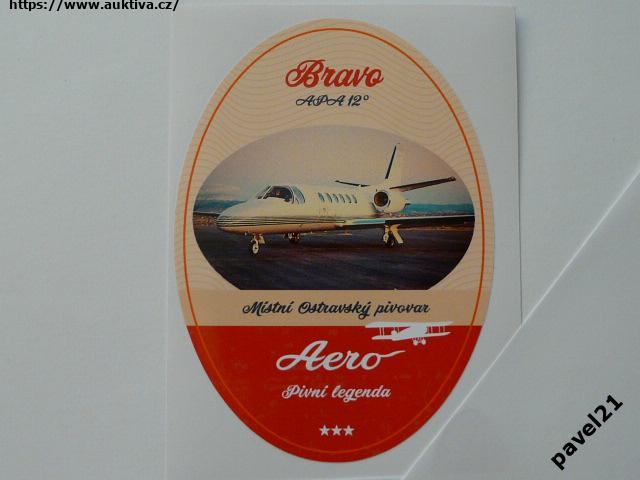 https://www.auktiva.cz/
Bravo
APA 12°
Místní Ostravský pivovar
Aero
Pivní legenda
pavel21